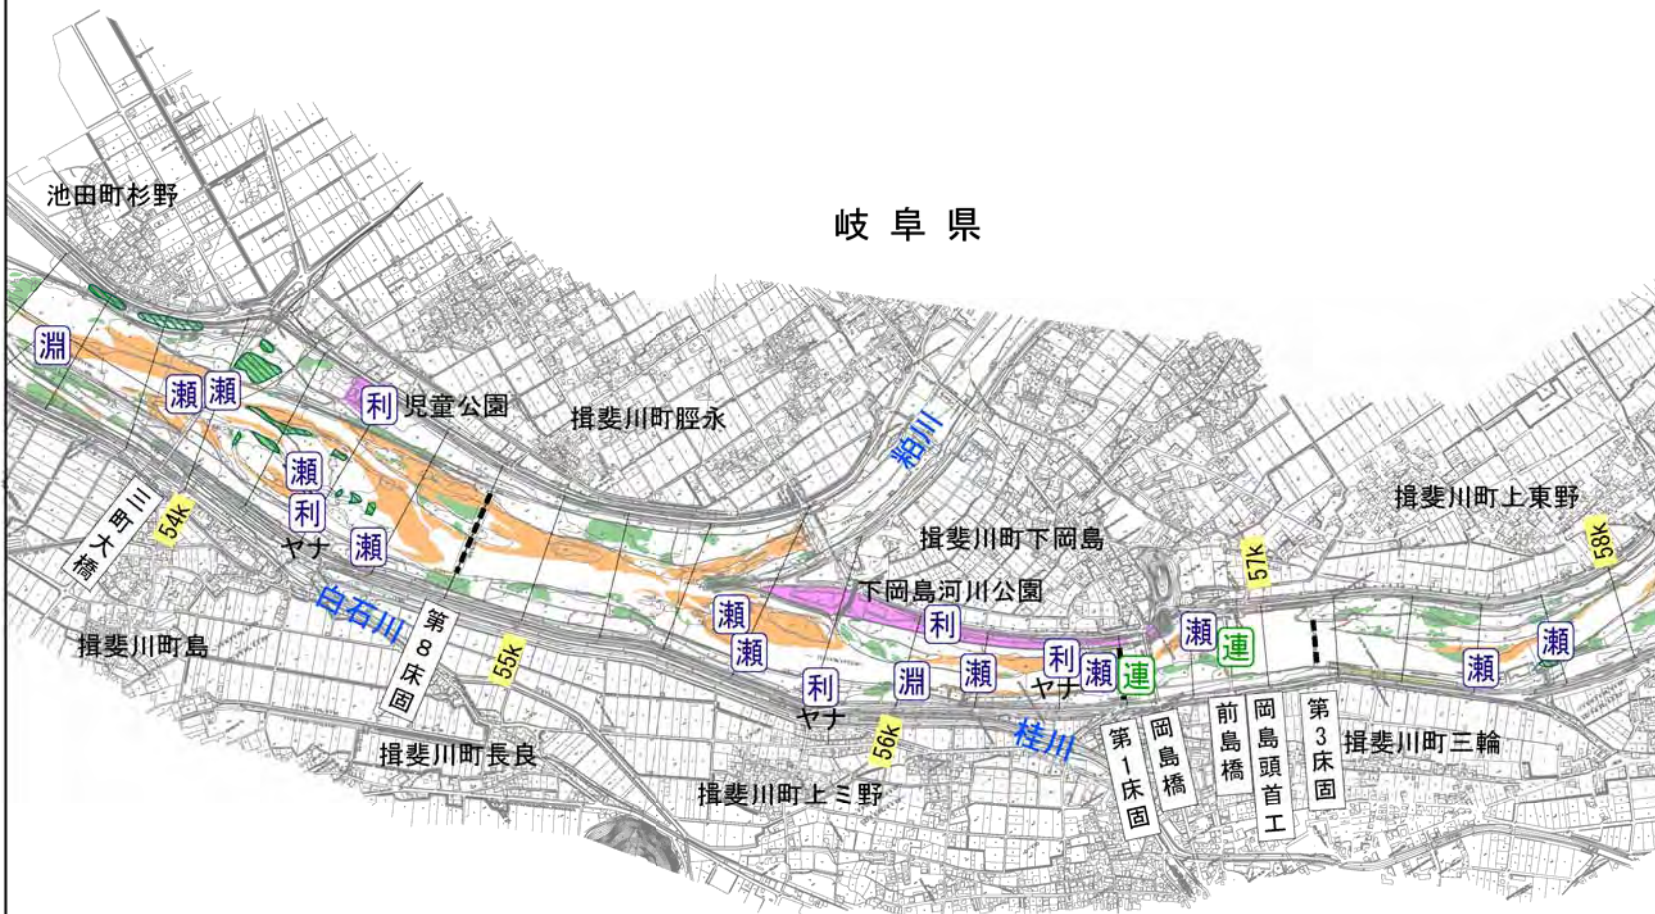 岐阜県
池田町杉野
淵
瀬
瀬
利
児童公園
揖斐川町脛永
粕川
瀬
利
ヤナ
瀬
三町大橋
54k
白石川
第8床固
55k
揖斐川町島
揖斐川町長良
揖斐川町下岡島
下岡島河川公園
揖斐川町上東野
57k
58k
瀬
瀬
利
利
ヤナ
淵
瀬
利
ヤナ
瀬
連
瀬
連
瀬
瀬
56k
桂川
揖斐川町上ミ野
第1床固
岡島橋
前島橋
岡島頭首工
第3床固
揖斐川町三輪